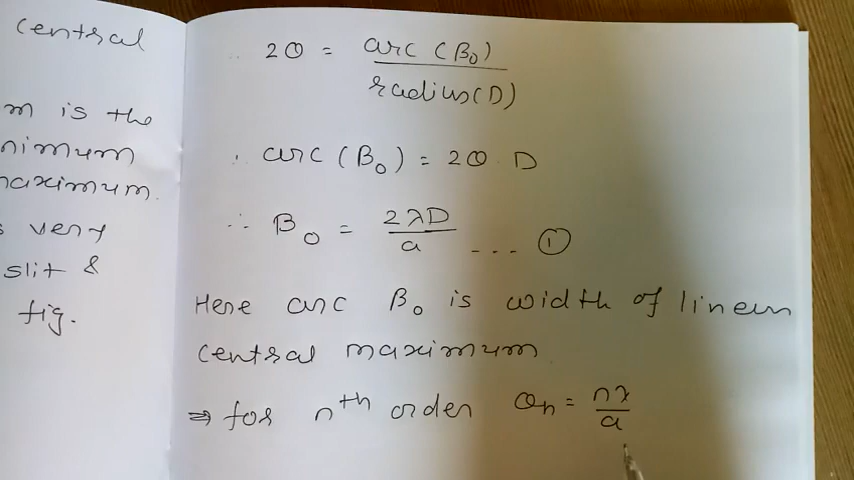 central
m is the
nimum
maximum.
s very
slit &
fig.
∴ 2θ = arc (β₀) / radius(D)
∴ arc (β₀) = 2θ · D
∴ β₀ = 2λD / a ... ①
Here arc β₀ is width of linear
central maximum
⇒ for nth order θn = nλ / a